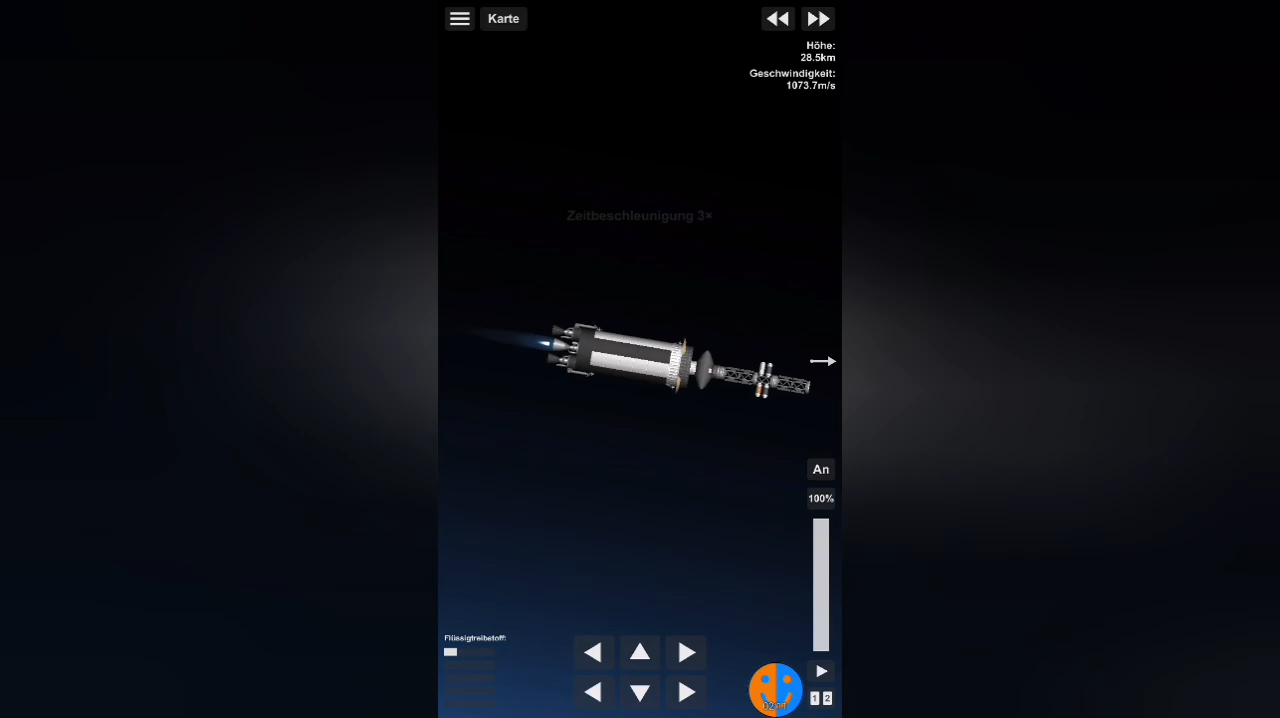 Karte
Höhe:
28.5km
Geschwindigkeit:
1073.7m/s
Zeitbeschleunigung 3×
An
100%
Flüssigtreibstoff:
1 2